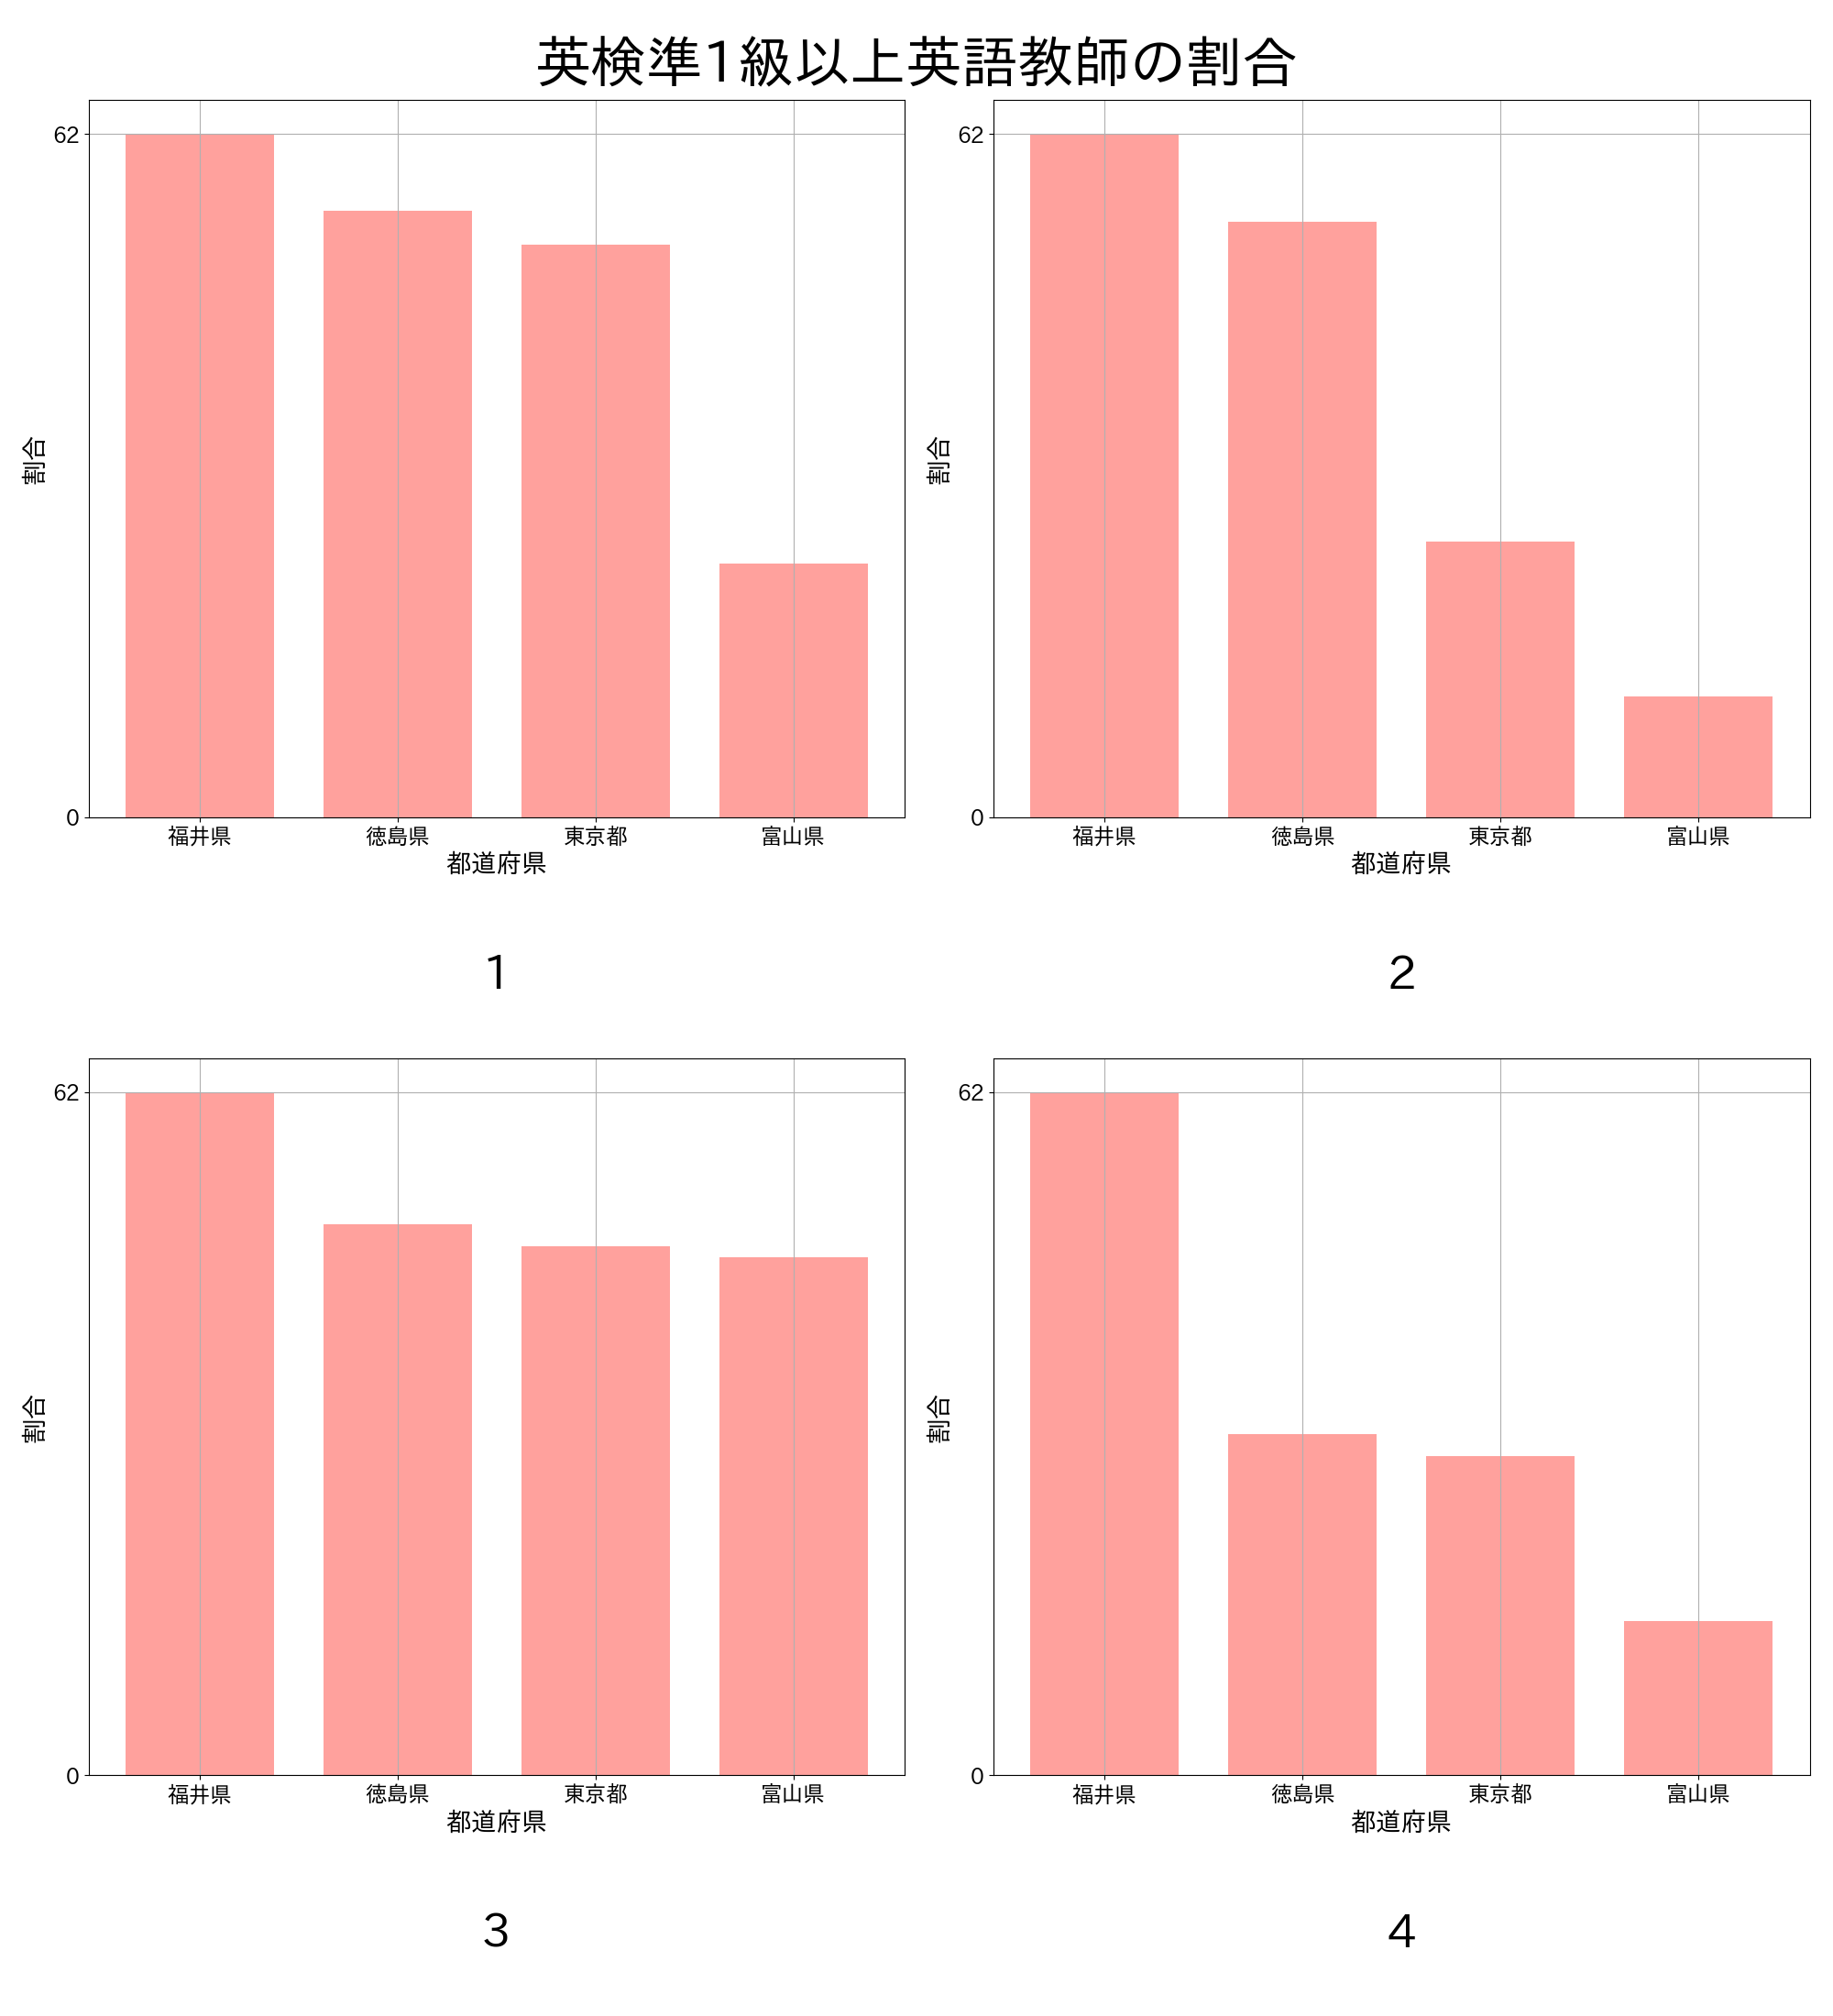 英検準1級以上英語教師の割合
62
0
割合
福井県 徳島県 東京都 富山県
都道府県
1
62
0
割合
福井県 徳島県 東京都 富山県
都道府県
2
62
0
割合
福井県 徳島県 東京都 富山県
都道府県
3
62
0
割合
福井県 徳島県 東京都 富山県
都道府県
4